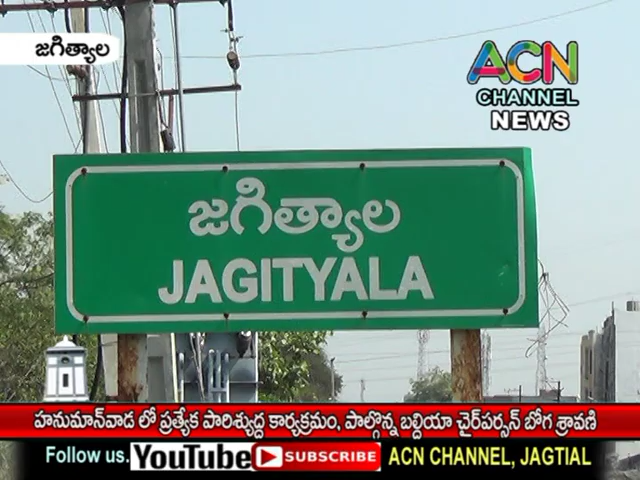 జగిత్యాల
ACN
CHANNEL
NEWS
జగిత్యాల
JAGITYALA
హనుమాన్‌వాడ లో ప్రత్యేక పారిశ్యుద్ద కార్యక్రమం, పాల్గొన్న బల్దియా చైర్‌పర్సన్ బోగ శ్రావణి
Follow us. YouTube SUBSCRIBE ACN CHANNEL, JAGTIAL